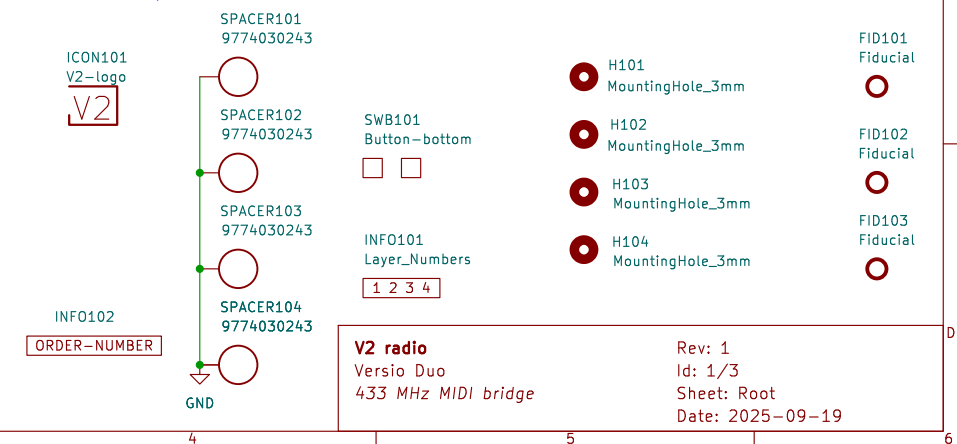 SPACER101
9774030243
ICON101
V2-logo
V2
SPACER102
9774030243
SPACER103
9774030243
SPACER104
9774030243
GND
INFO102
ORDER-NUMBER
SWB101
Button-bottom
INFO101
Layer_Numbers
1 2 3 4
H101
MountingHole_3mm
H102
MountingHole_3mm
H103
MountingHole_3mm
H104
MountingHole_3mm
FID101
Fiducial
FID102
Fiducial
FID103
Fiducial
V2 radio
Versio Duo
433 MHz MIDI bridge
Rev: 1
Id: 1/3
Sheet: Root
Date: 2025-09-19
D
4
5
6